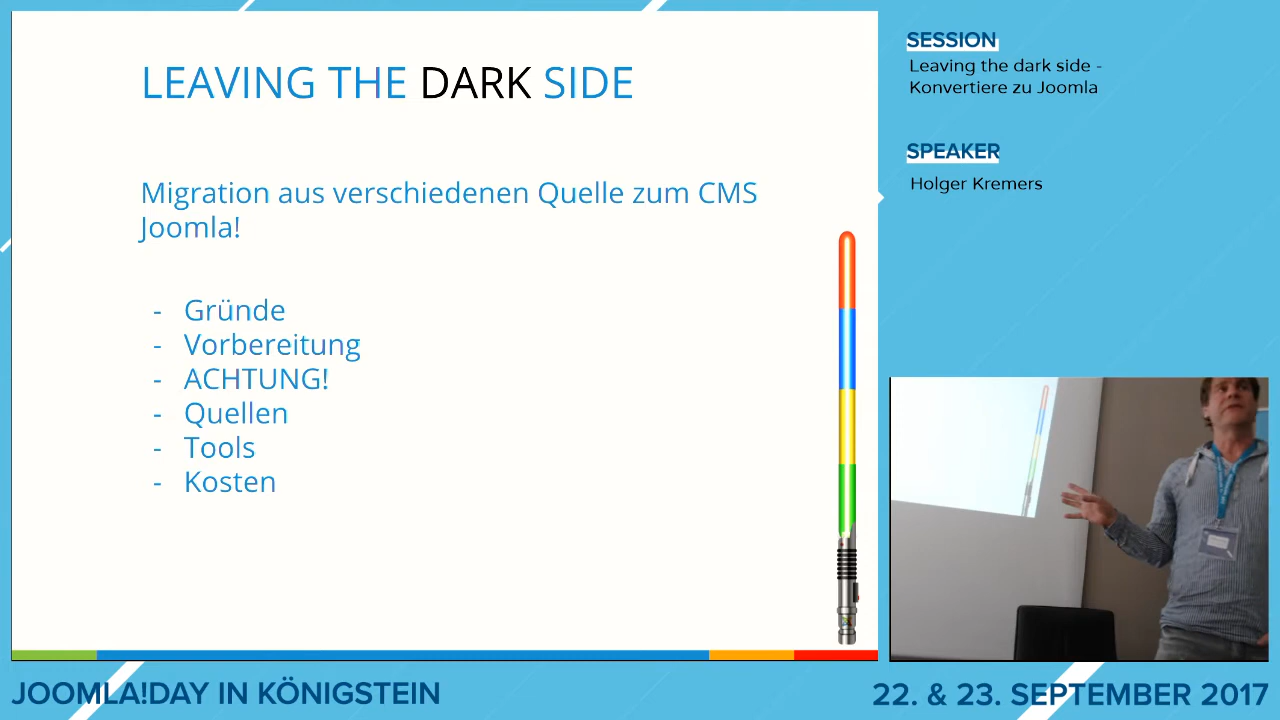 LEAVING THE DARK SIDE
Migration aus verschiedenen Quelle zum CMS
Joomla!
- Gründe
- Vorbereitung
- ACHTUNG!
- Quellen
- Tools
- Kosten
SESSION
Leaving the dark side -
Konvertiere zu Joomla
SPEAKER
Holger Kremers
JOOMLA!DAY IN KÖNIGSTEIN
22. & 23. SEPTEMBER 2017